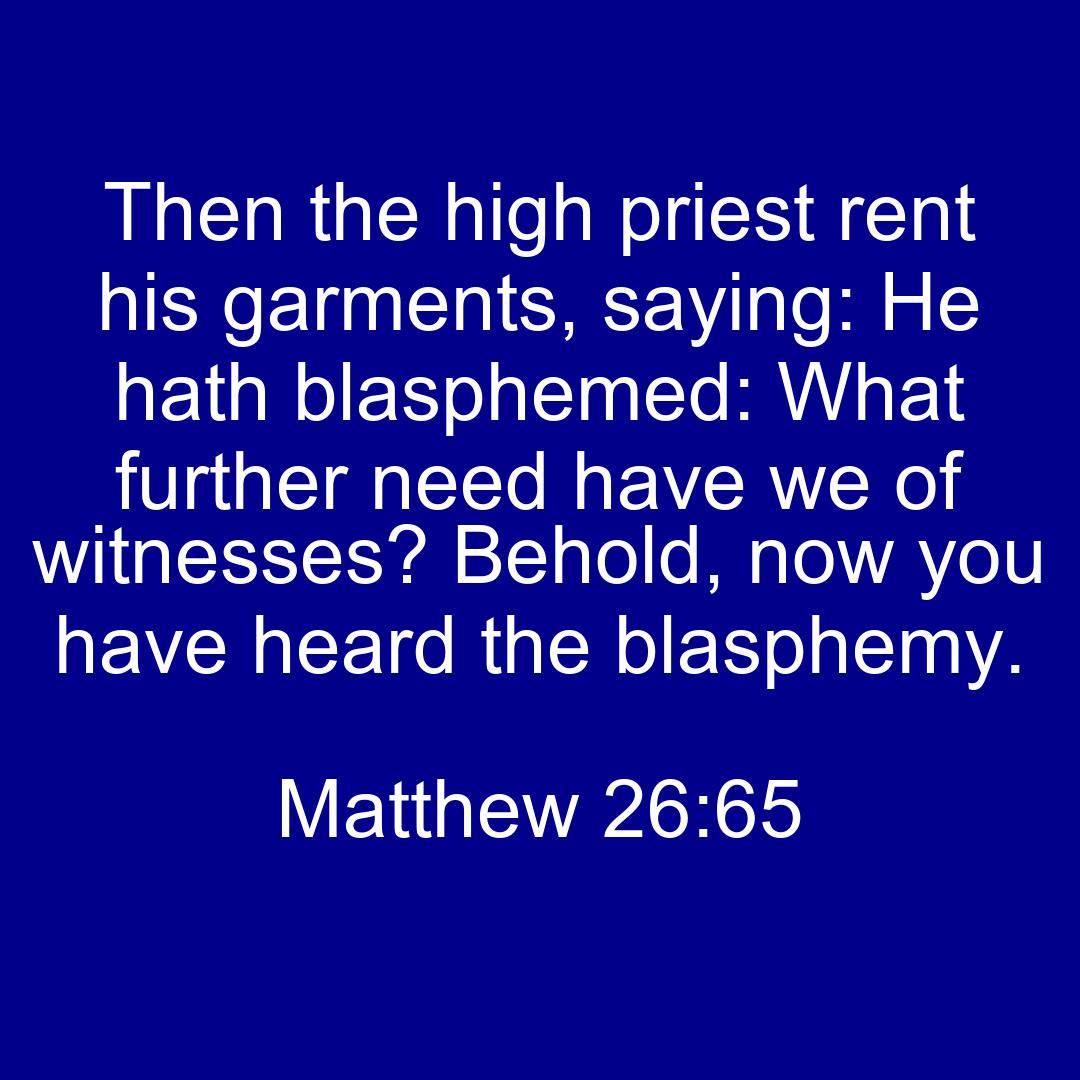 Then the high priest rent
his garments, saying: He
hath blasphemed: What
further need have we of
witnesses? Behold, now you
have heard the blasphemy.
Matthew 26:65